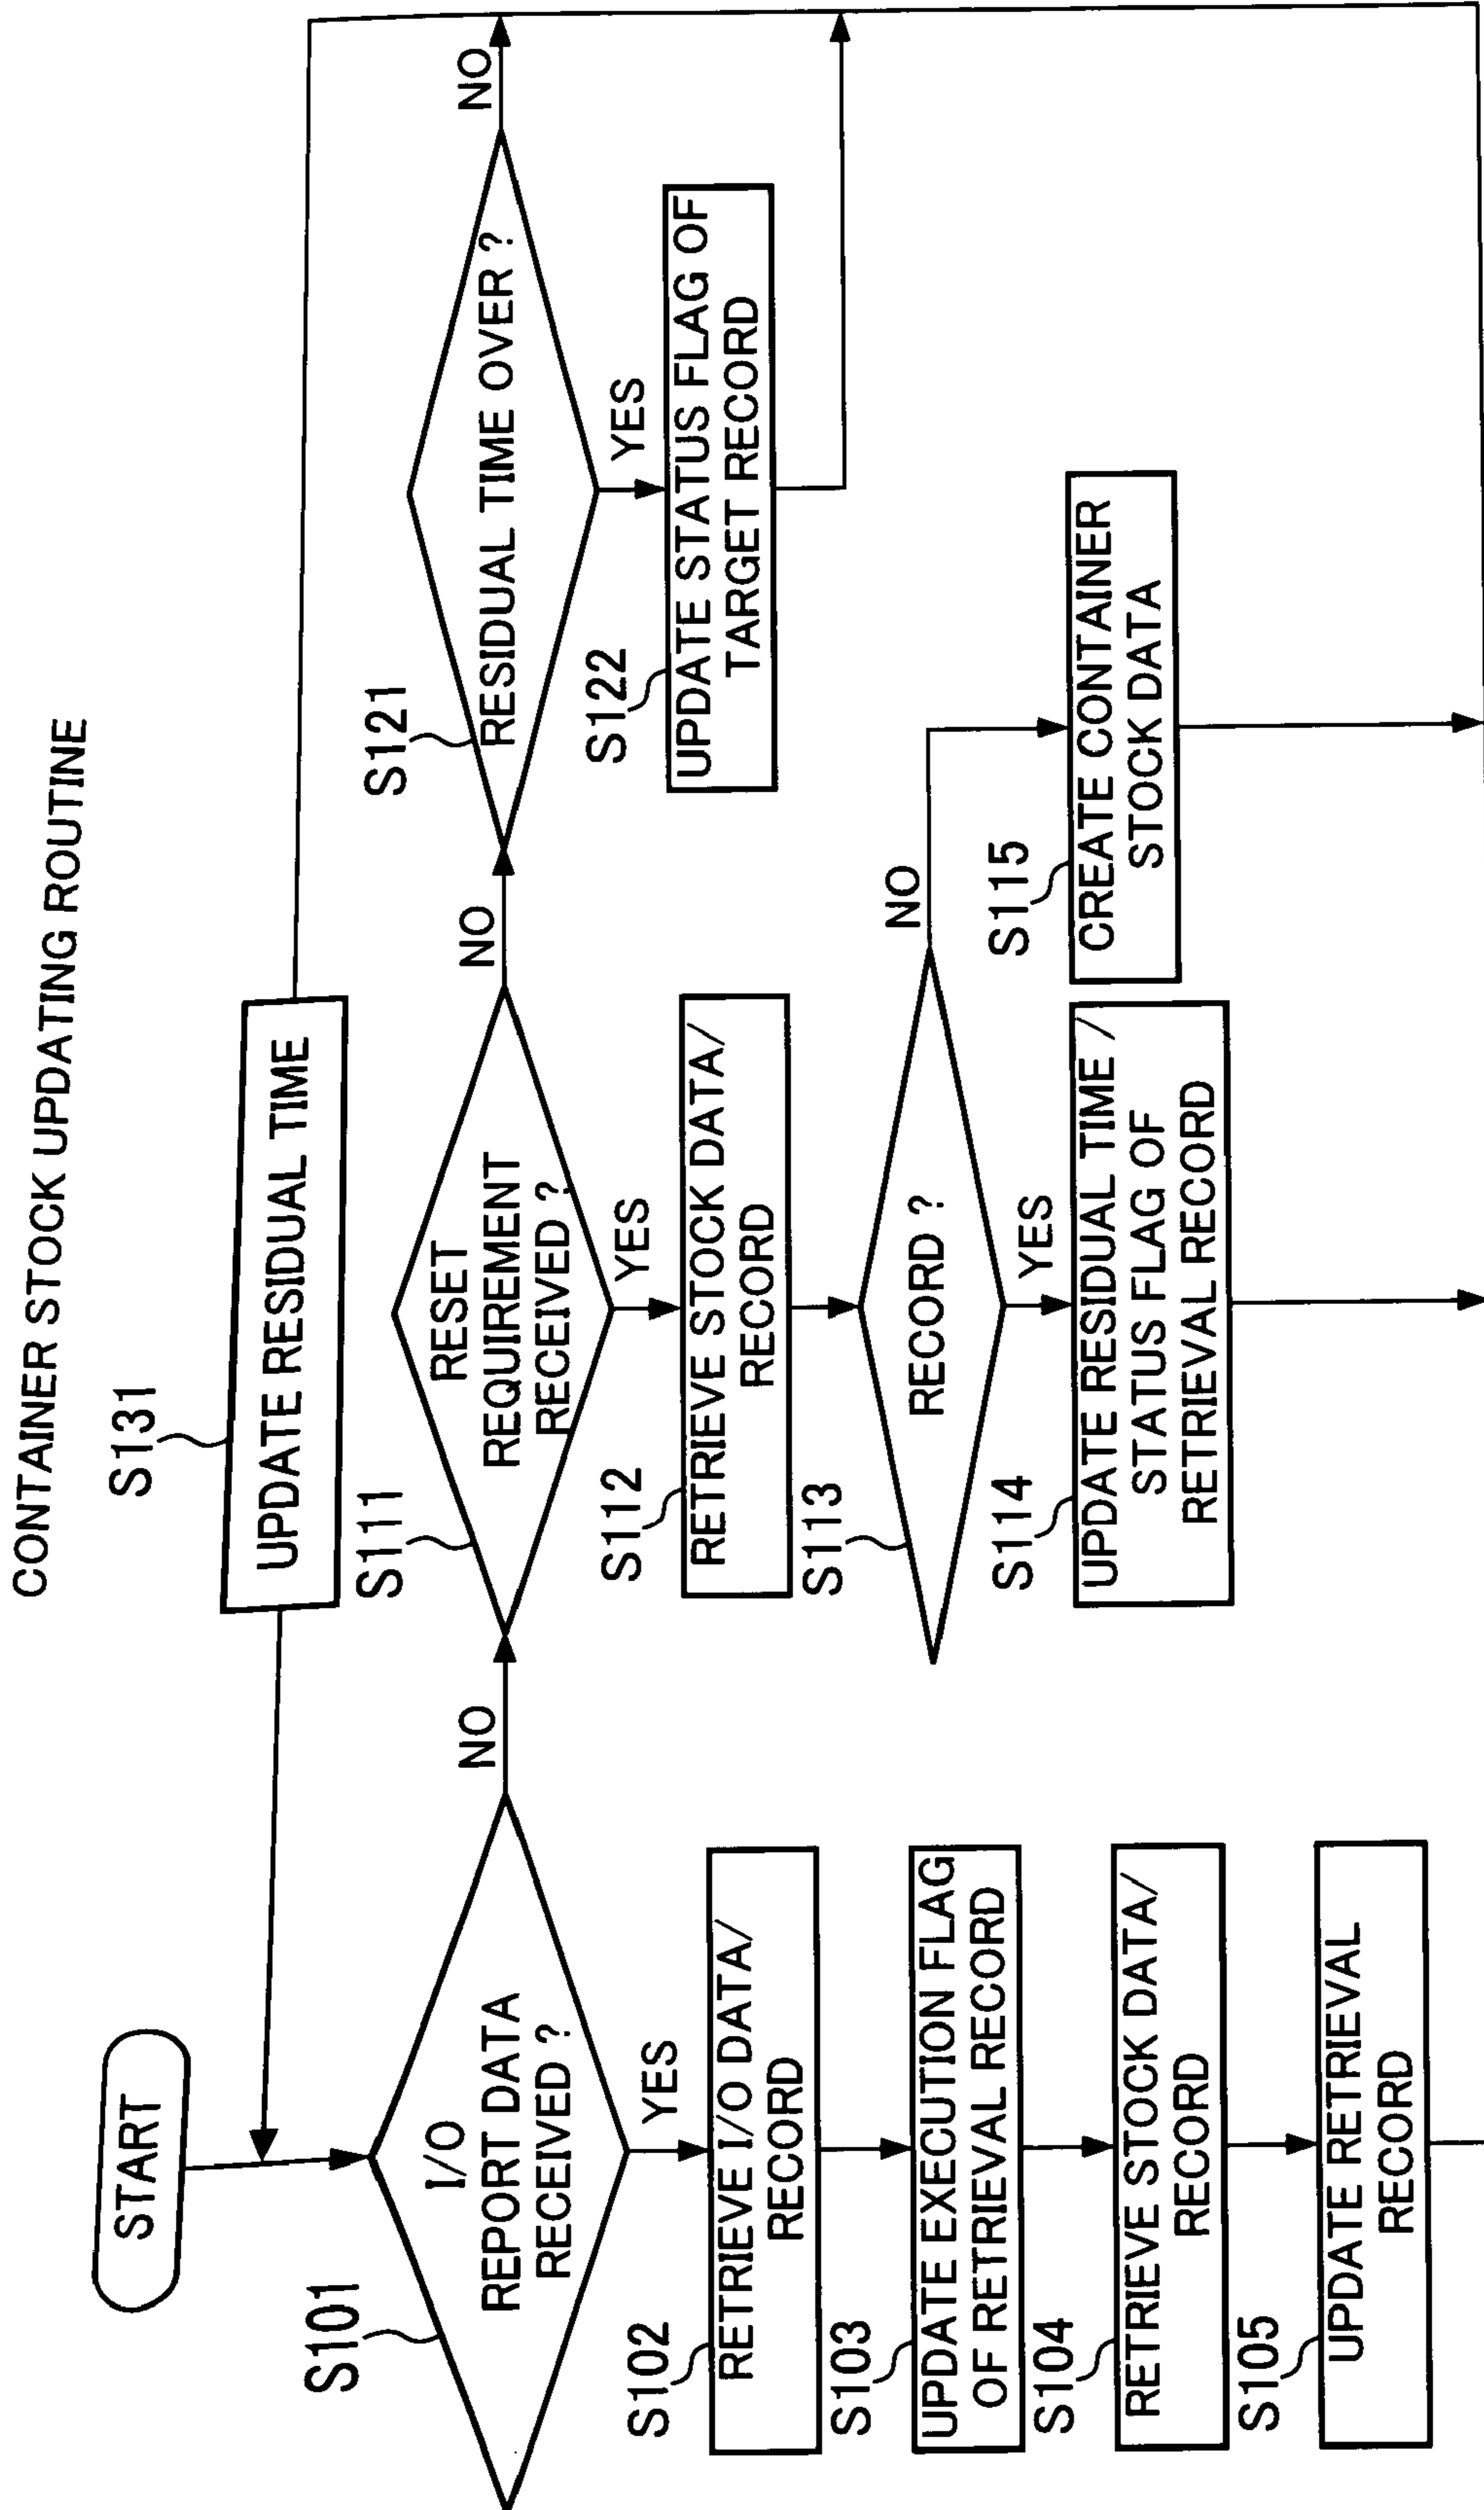 CONTAINER STOCK UPDATING ROUTINE
START
S131
UPDATE RESIDUAL TIME
S101
I/O
REPORT DATA
RECEIVED ?
NO
YES
S102
RETRIEVE I/O DATA/
RECORD
S103
UPDATE EXECUTION FLAG
OF RETRIEVAL RECORD
S104
RETRIEVE STOCK DATA/
RECORD
S105
UPDATE RETRIEVAL
RECORD
S111
RESET
REQUIREMENT
RECEIVED ?
NO
YES
S112
RETRIEVE STOCK DATA/
RECORD
S113
RECORD ?
NO
YES
S114
UPDATE RESIDUAL TIME /
STATUS FLAG OF
RETRIEVAL RECORD
S115
CREATE CONTAINER
STOCK DATA
S121
RESIDUAL TIME OVER ?
NO
YES
S122
UPDATE STATUS FLAG OF
TARGET RECORD